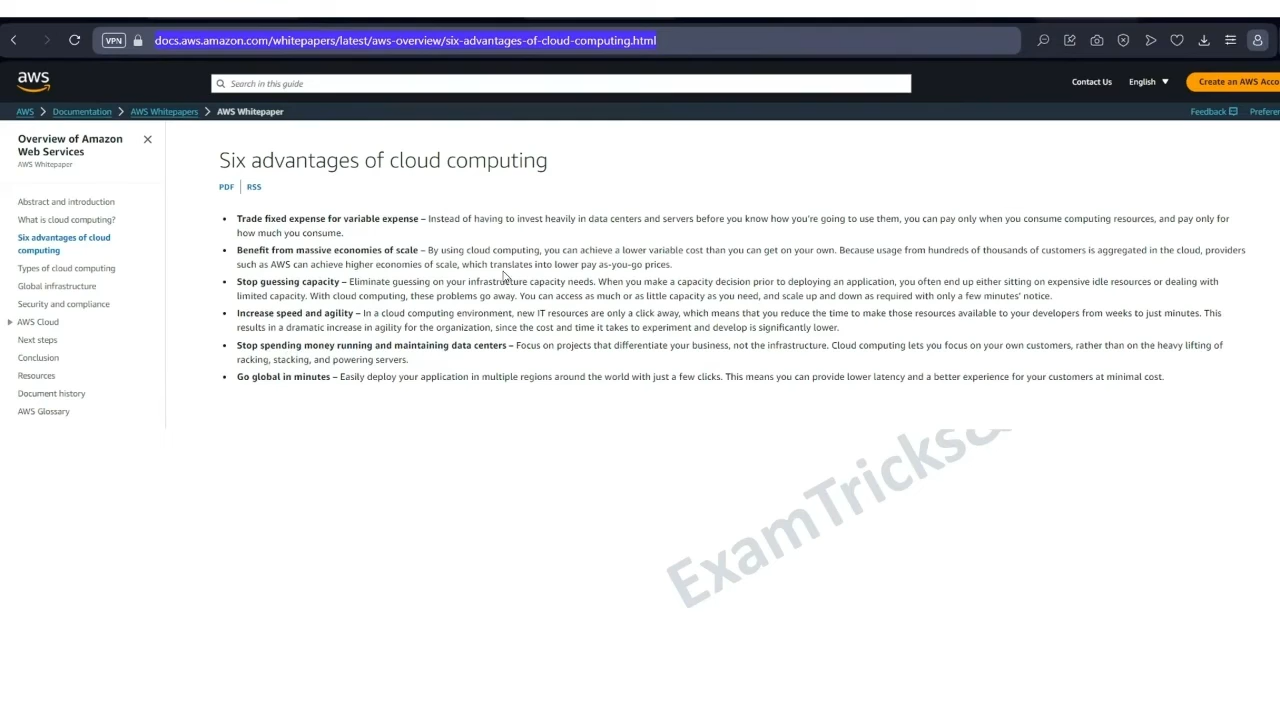 VPN
docs.aws.amazon.com/whitepapers/latest/aws-overview/six-advantages-of-cloud-computing.html
aws
Search in this guide
Contact Us
English
Create an AWS Acco
AWS
Documentation
AWS Whitepapers
AWS Whitepaper
Feedback
Preferen
Overview of Amazon
Web Services
AWS Whitepaper
Abstract and introduction
What is cloud computing?
Six advantages of cloud
computing
Types of cloud computing
Global infrastructure
Security and compliance
AWS Cloud
Next steps
Conclusion
Resources
Document history
AWS Glossary
Six advantages of cloud computing
PDF
RSS
Trade fixed expense for variable expense – Instead of having to invest heavily in data centers and servers before you know how you're going to use them, you can pay only when you consume computing resources, and pay only for
how much you consume.
Benefit from massive economies of scale – By using cloud computing, you can achieve a lower variable cost than you can get on your own. Because usage from hundreds of thousands of customers is aggregated in the cloud, providers
such as AWS can achieve higher economies of scale, which translates into lower pay as-you-go prices.
Stop guessing capacity – Eliminate guessing on your infrastructure capacity needs. When you make a capacity decision prior to deploying an application, you often end up either sitting on expensive idle resources or dealing with
limited capacity. With cloud computing, these problems go away. You can access as much or as little capacity as you need, and scale up and down as required with only a few minutes' notice.
Increase speed and agility – In a cloud computing environment, new IT resources are only a click away, which means that you reduce the time to make those resources available to your developers from weeks to just minutes. This
results in a dramatic increase in agility for the organization, since the cost and time it takes to experiment and develop is significantly lower.
Stop spending money running and maintaining data centers – Focus on projects that differentiate your business, not the infrastructure. Cloud computing lets you focus on your own customers, rather than on the heavy lifting of
racking, stacking, and powering servers.
Go global in minutes – Easily deploy your application in multiple regions around the world with just a few clicks. This means you can provide lower latency and a better experience for your customers at minimal cost.
ExamTricks